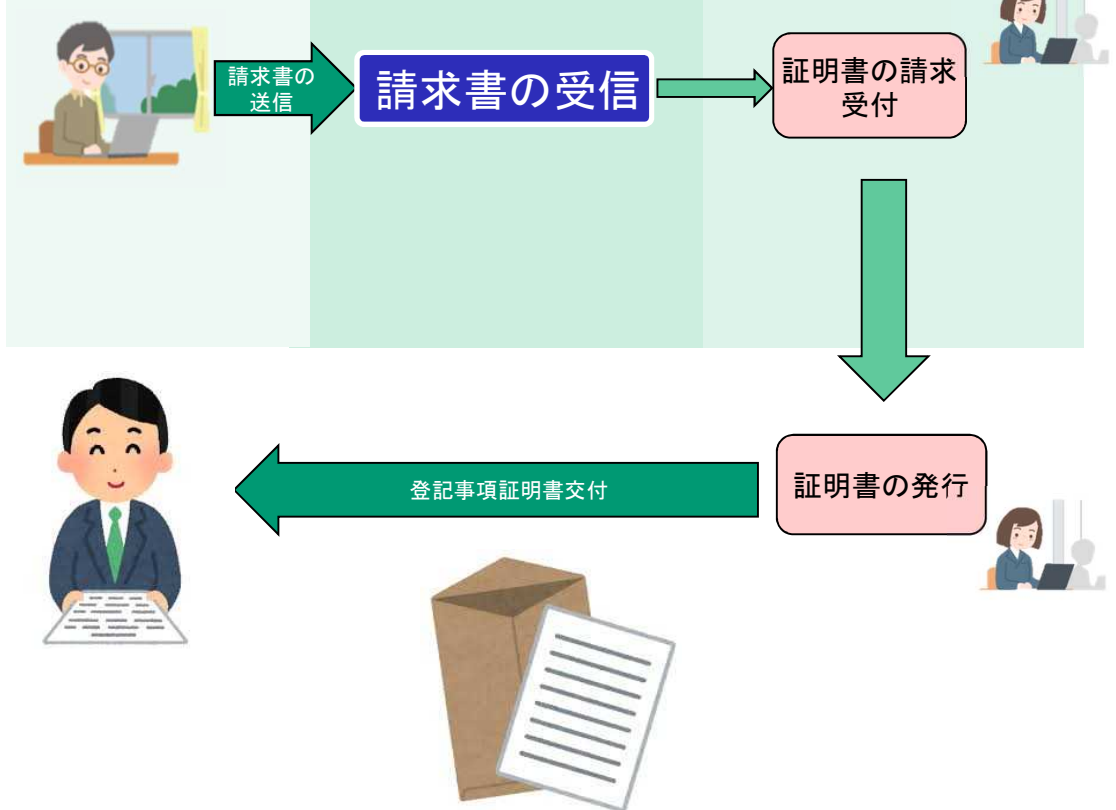 請求書の
送信
請求書の受信
証明書の請求
受付
登記事項証明書交付
証明書の発行